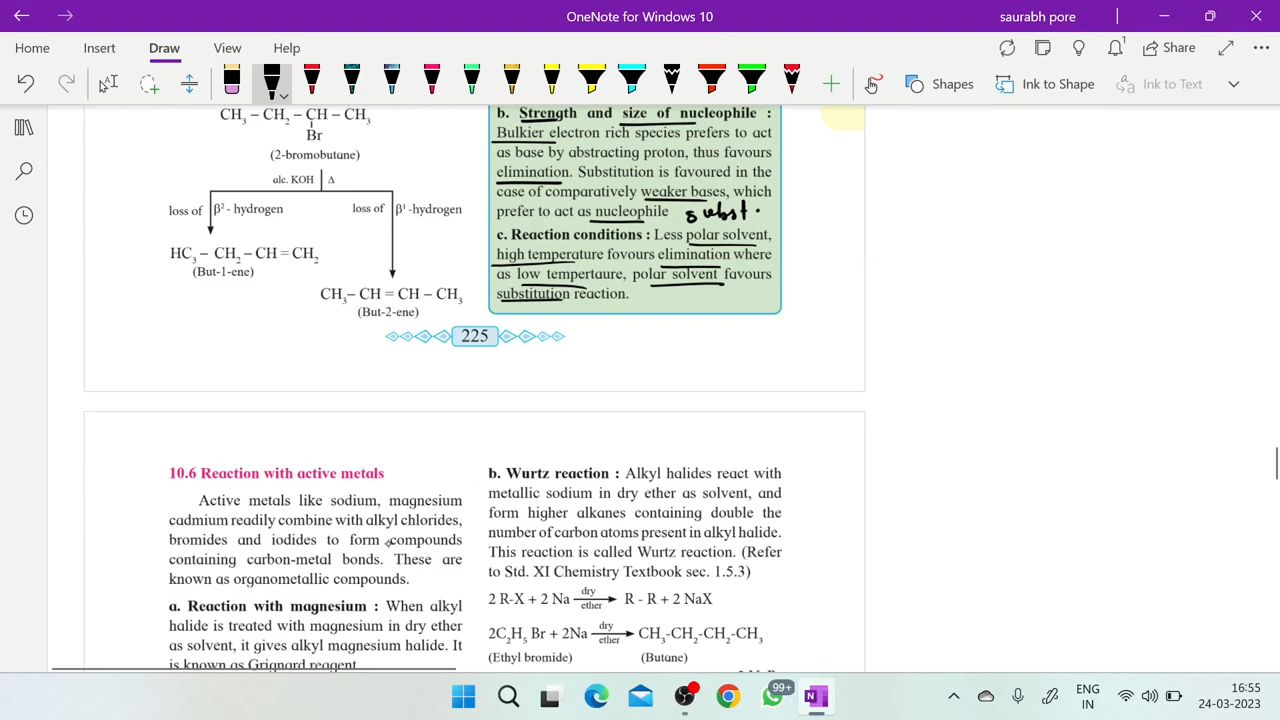 OneNote for Windows 10
saurabh pore
Home Insert Draw View Help
Share
Shapes Ink to Shape Ink to Text
CH₃ – CH₂ – CH – CH₃
Br
(2-bromobutane)
alc. KOH Δ
loss of β²- hydrogen
loss of β¹-hydrogen
HC₃ – CH₂ – CH = CH₂
(But-1-ene)
CH₃– CH = CH – CH₃
(But-2-ene)
b. Strength and size of nucleophile :
Bulkier electron rich species prefers to act
as base by abstracting proton, thus favours
elimination. Substitution is favoured in the
case of comparatively weaker bases, which
prefer to act as nucleophile subst.
c. Reaction conditions : Less polar solvent,
high temperature fovours elimination where
as low tempertaure, polar solvent favours
substitution reaction.
225
10.6 Reaction with active metals
Active metals like sodium, magnesium
cadmium readily combine with alkyl chlorides,
bromides and iodides to form compounds
containing carbon-metal bonds. These are
known as organometallic compounds.
a. Reaction with magnesium : When alkyl
halide is treated with magnesium in dry ether
as solvent, it gives alkyl magnesium halide. It
is known as Grignard reagent.
b. Wurtz reaction : Alkyl halides react with
metallic sodium in dry ether as solvent, and
form higher alkanes containing double the
number of carbon atoms present in alkyl halide.
This reaction is called Wurtz reaction. (Refer
to Std. XI Chemistry Textbook sec. 1.5.3)
2 R-X + 2 Na dry ether R - R + 2 NaX
2C₂H₅ Br + 2Na dry ether CH₃-CH₂-CH₂-CH₃
(Ethyl bromide) (Butane)
99+
ENG
IN
16:55
24-03-2023